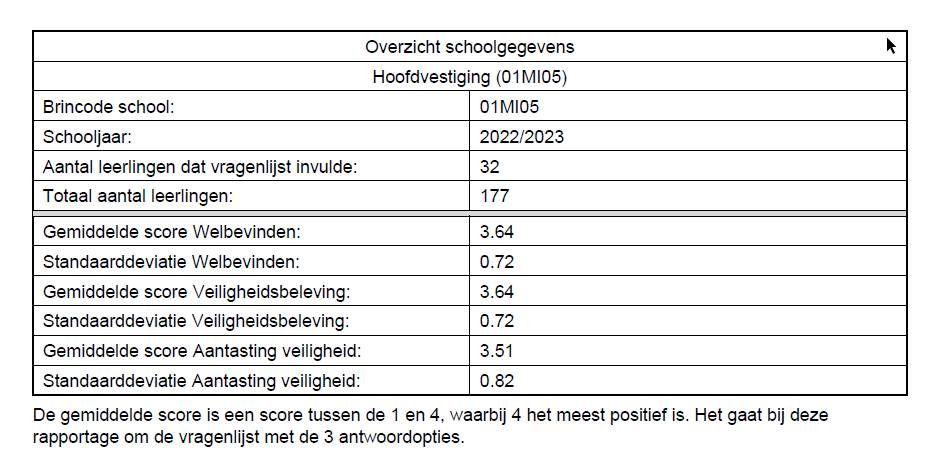 Overzicht schoolgegevens
Hoofdvestiging (01MI05)
Brincode school: 01MI05
Schooljaar: 2022/2023
Aantal leerlingen dat vragenlijst invulde: 32
Totaal aantal leerlingen: 177
Gemiddelde score Welbevinden: 3.64
Standaarddeviatie Welbevinden: 0.72
Gemiddelde score Veiligheidsbeleving: 3.64
Standaarddeviatie Veiligheidsbeleving: 0.72
Gemiddelde score Aantasting veiligheid: 3.51
Standaarddeviatie Aantasting veiligheid: 0.82
De gemiddelde score is een score tussen de 1 en 4, waarbij 4 het meest positief is. Het gaat bij deze
rapportage om de vragenlijst met de 3 antwoordopties.